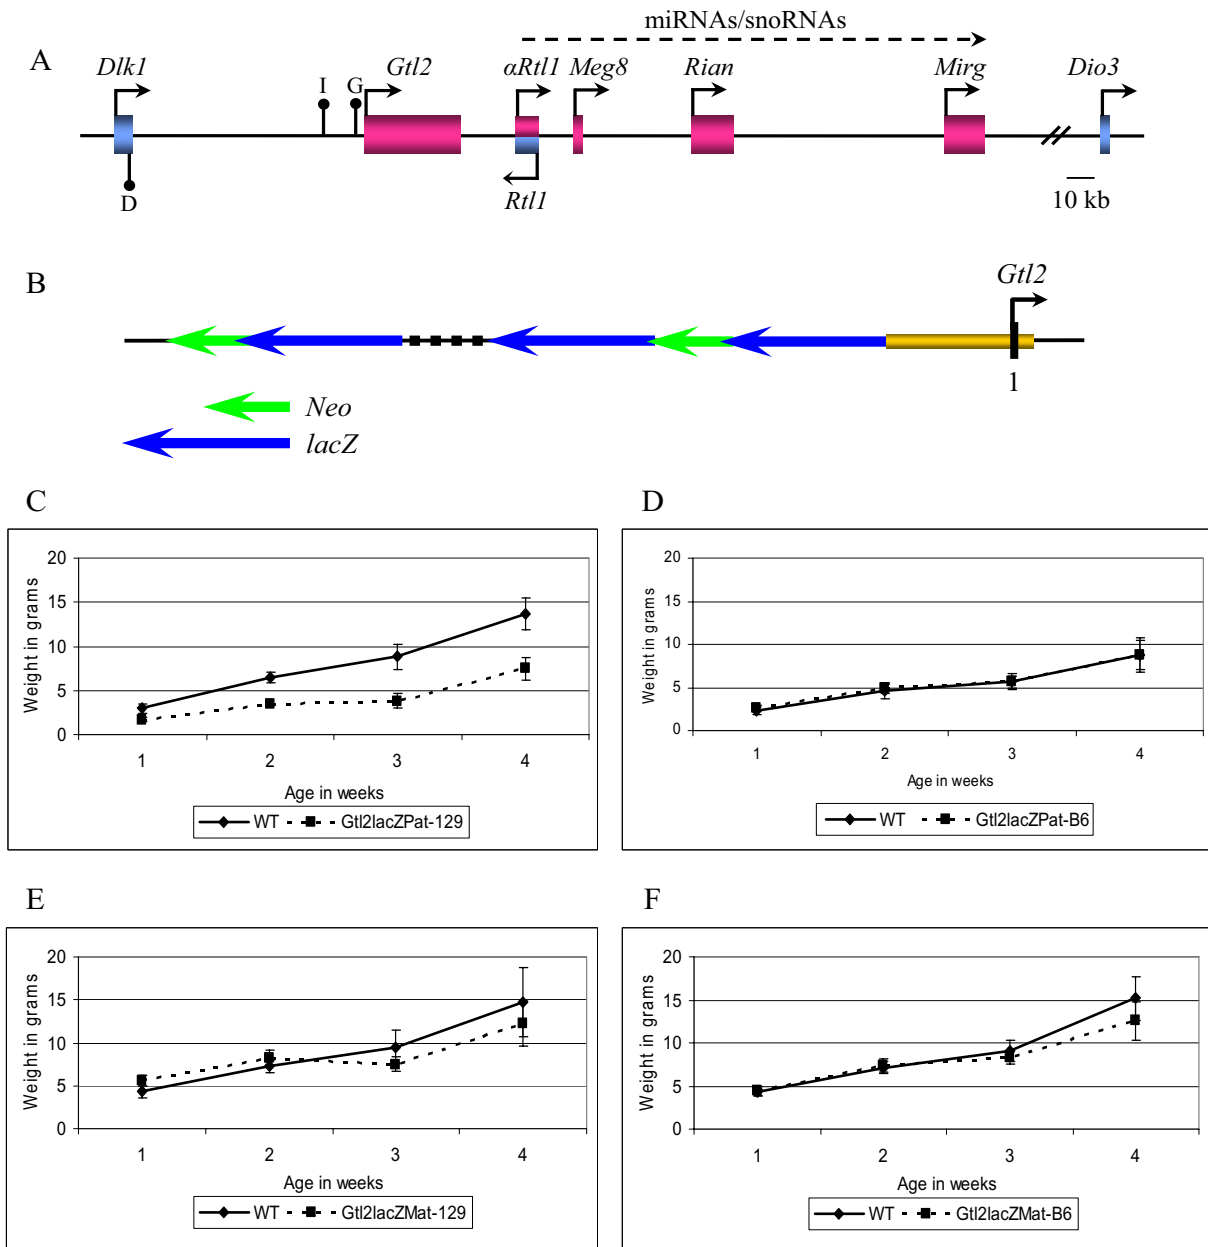 miRNAs/snoRNAs
A
Dlk1
I
G
Gtl2
αRtl1
Meg8
Rian
Mirg
Dio3
D
Rtl1
10 kb
B
Gtl2
1
Neo
lacZ
C
Weight in grams
20
15
10
5
0
1 2 3 4
Age in weeks
WT Gtl2lacZPat-129
D
Weight in grams
20
15
10
5
0
1 2 3 4
Age in weeks
WT Gtl2lacZPat-B6
E
Weight in grams
20
15
10
5
0
1 2 3 4
Age in weeks
WT Gtl2lacZMat-129
F
Weight in grams
20
15
10
5
0
1 2 3 4
Age in weeks
WT Gtl2lacZMat-B6